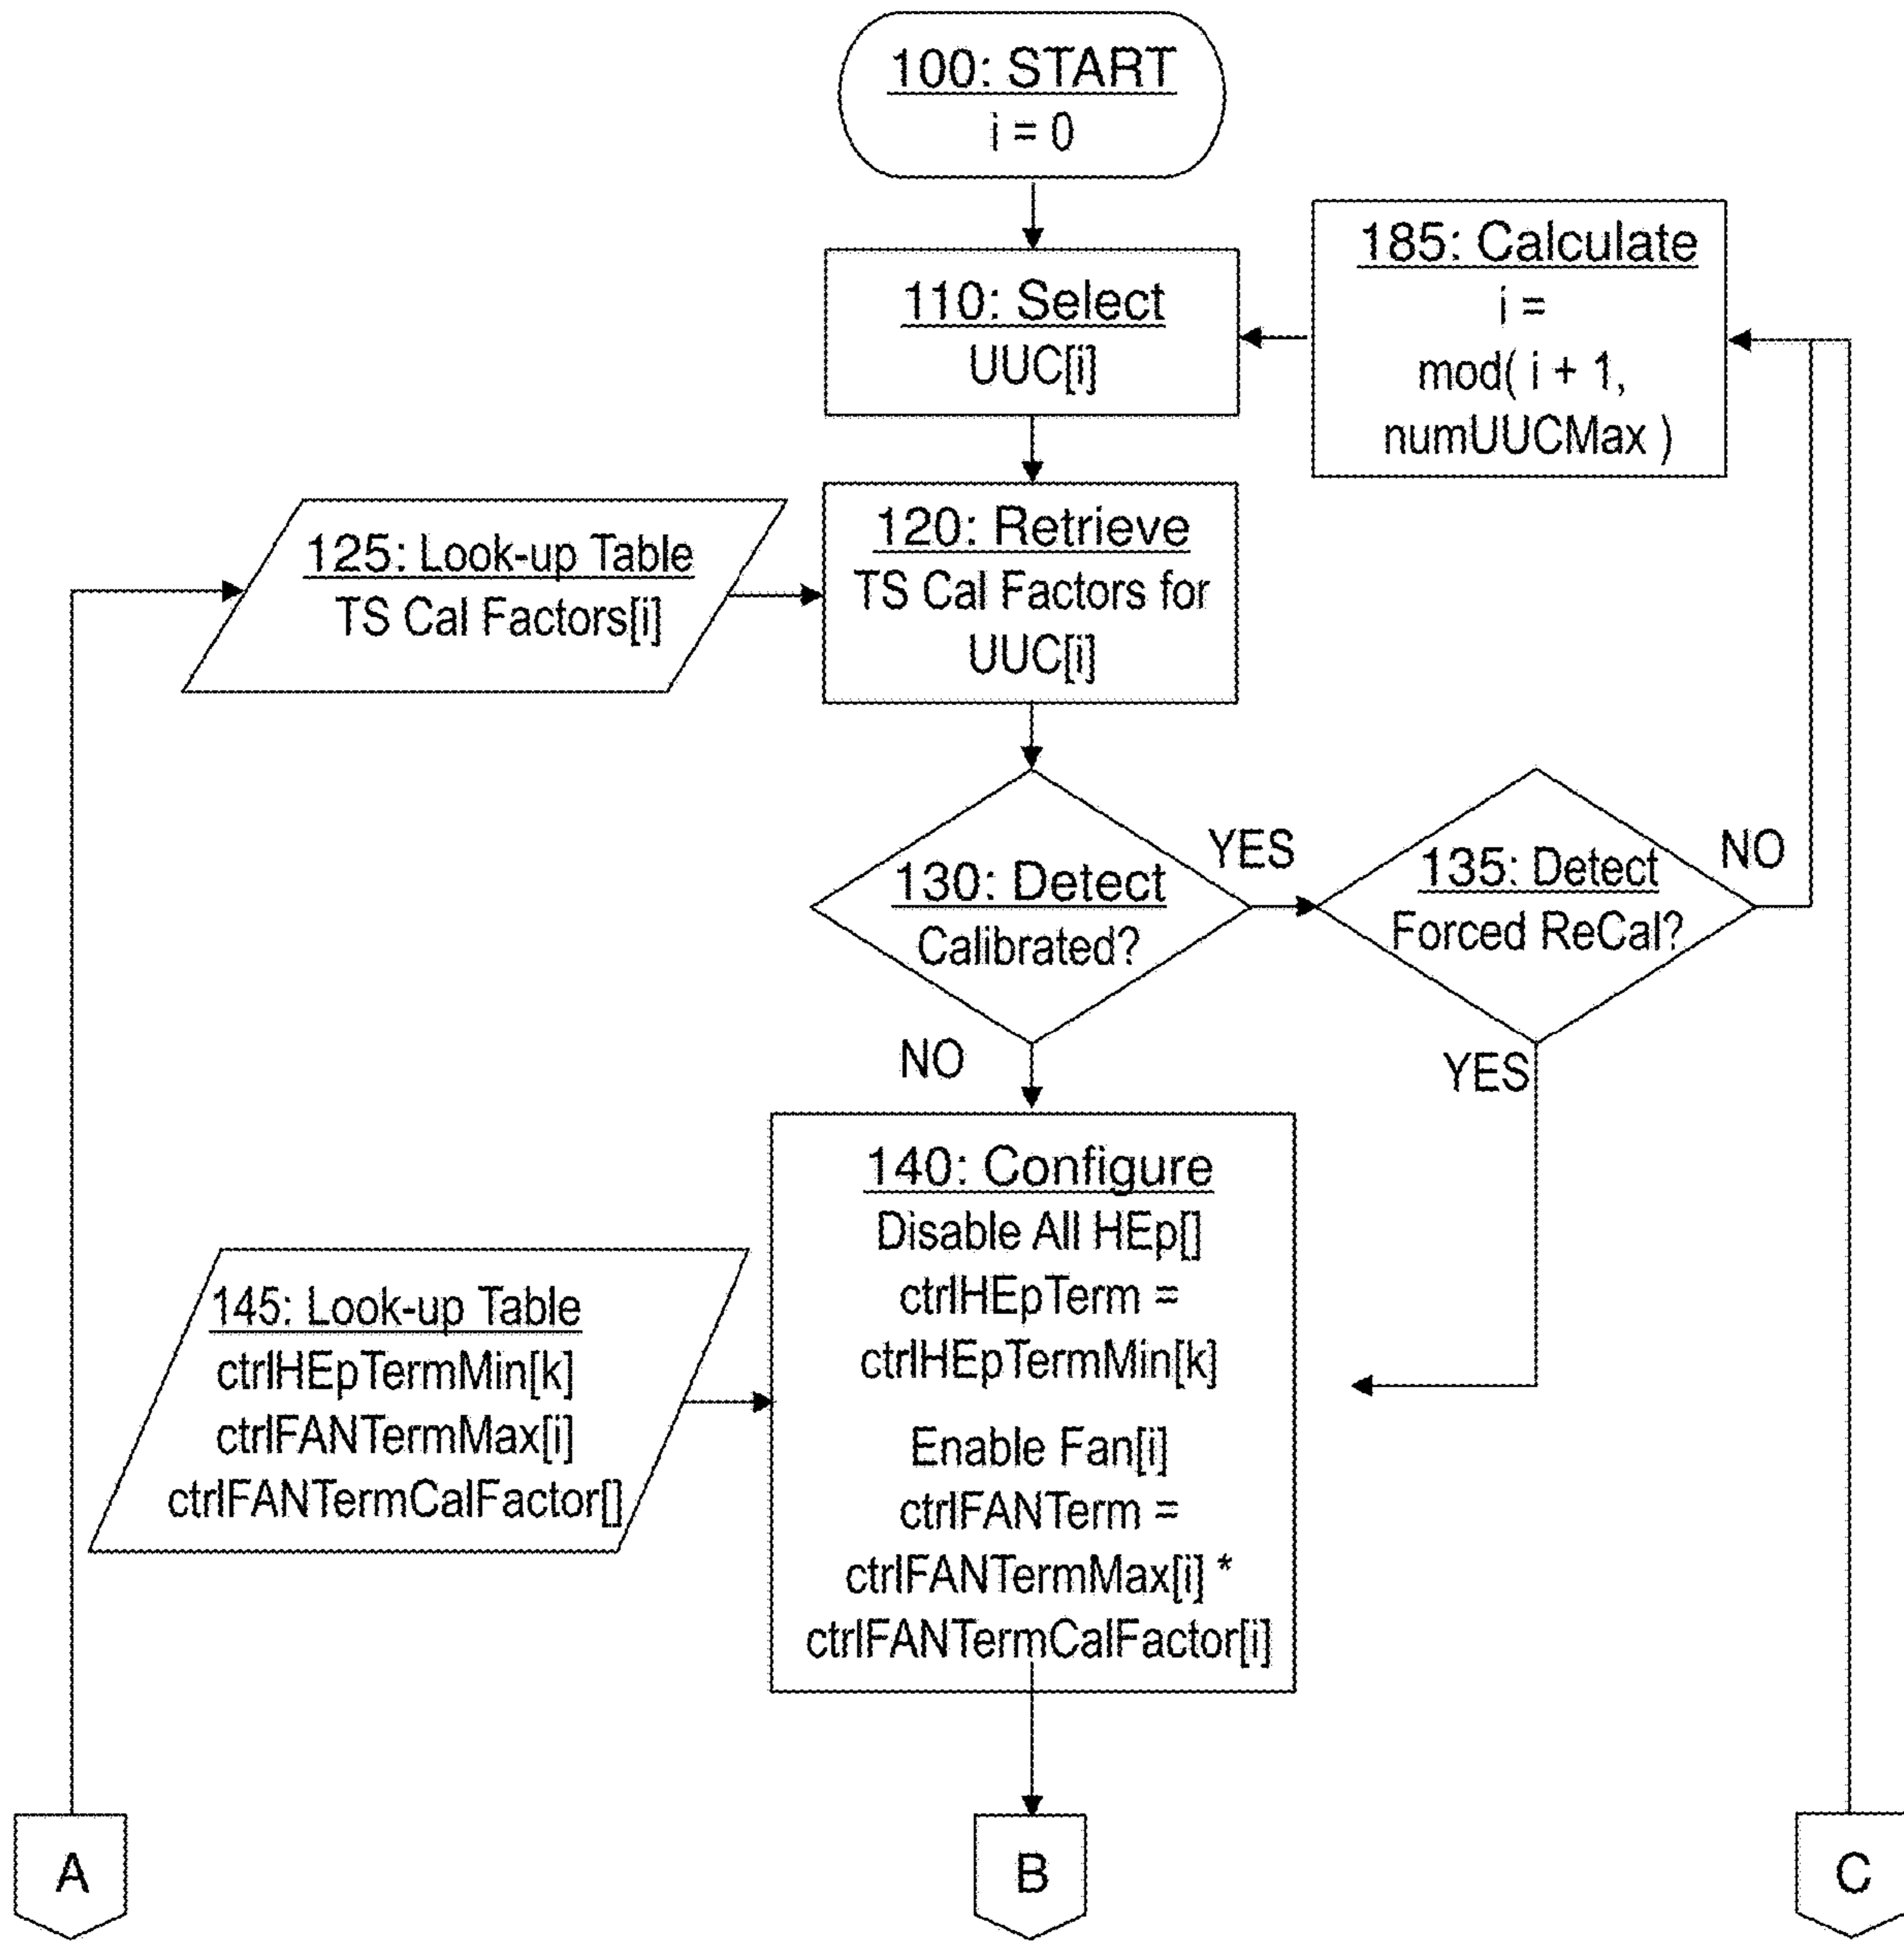 100: START
i = 0
185: Calculate
i =
mod( i + 1,
numUUCMax )
110: Select
UUC[i]
125: Look-up Table
TS Cal Factors[i]
120: Retrieve
TS Cal Factors for
UUC[i]
130: Detect
Calibrated?
YES
135: Detect
Forced ReCal?
NO
NO
YES
140: Configure
Disable All HEp[]
ctrlHEpTerm =
ctrlHEpTermMin[k]
Enable Fan[i]
ctrlFANTerm =
ctrlFANTermMax[i] *
ctrlFANTermCalFactor[i]
145: Look-up Table
ctrlHEpTermMin[k]
ctrlFANTermMax[i]
ctrlFANTermCalFactor[]
A
B
C